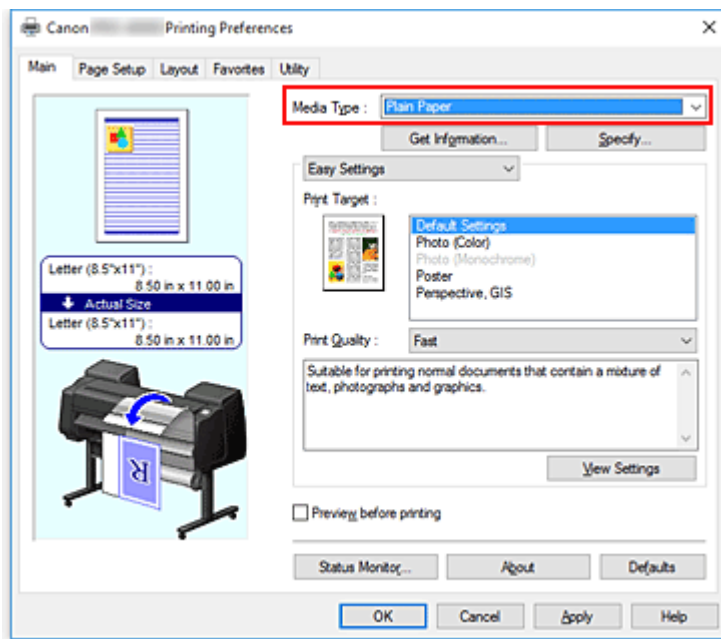 Canon Printing Preferences
Main Page Setup Layout Favorites Utility
Media Type : Plain Paper
Get Information... Specify...
Easy Settings
Print Target :
Default Settings
Photo (Color)
Photo (Monochrome)
Poster
Perspective, GIS
Letter (8.5"x11") :
8.50 in x 11.00 in
Actual Size
Letter (8.5"x11") :
8.50 in x 11.00 in
Print Quality : Fast
Suitable for printing normal documents that contain a mixture of
text, photographs and graphics.
R
View Settings
Preview before printing
Status Monitor... About Defaults
OK Cancel Apply Help